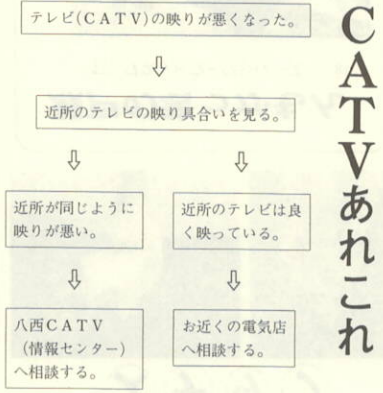 CATVあれこれ
テレビ(CATV)の映りが悪くなった。
近所のテレビの映り具合いを見る。
近所が同じように
映りが悪い。
八西CATV
(情報センター)
へ相談する。
近所のテレビは良
く映っている。
お近くの電気店
へ相談する。